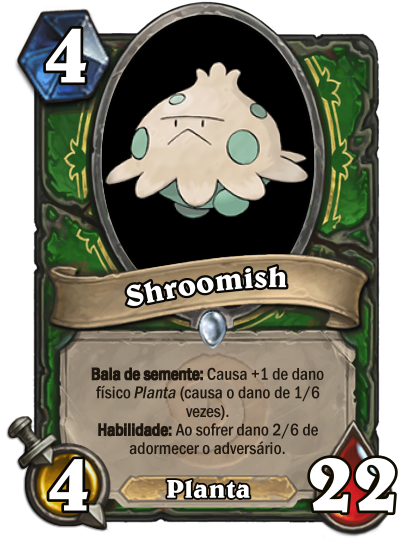 4
Shroomish
Bala de semente: Causa +1 de dano
físico Planta (causa o dano de 1/6
vezes).
Habilidade: Ao sofrer dano 2/6 de
adormecer o adversário.
4
Planta
22